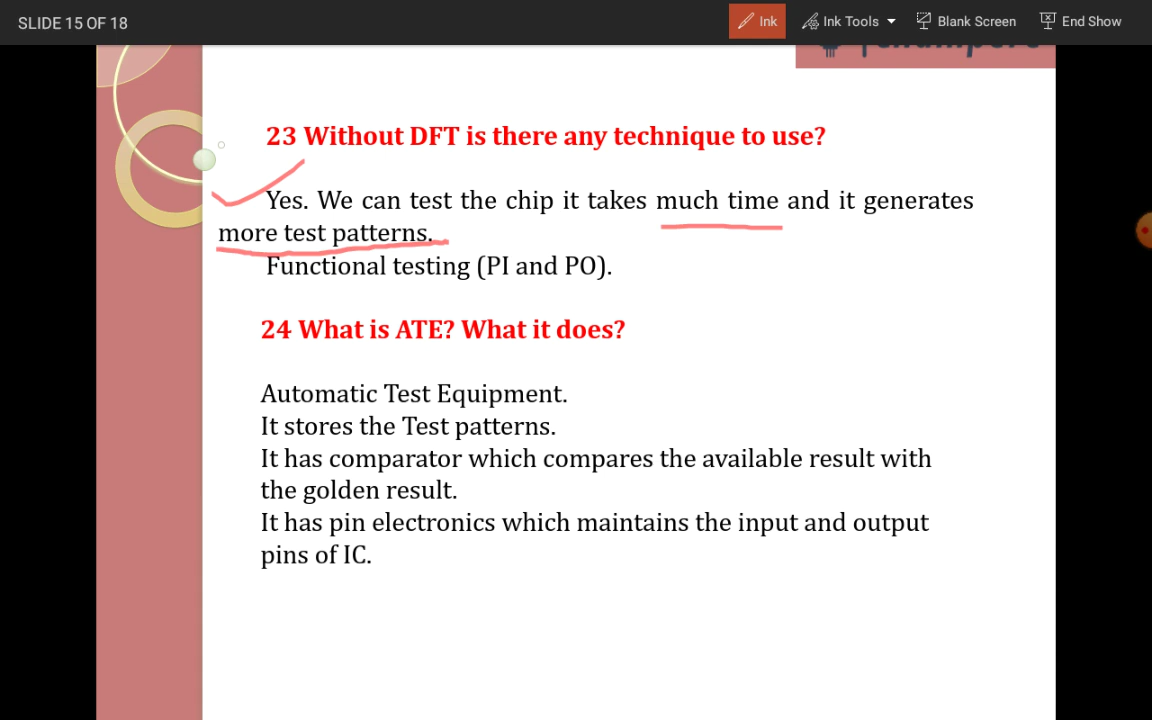 SLIDE 15 OF 18
Ink
Ink Tools
Blank Screen
End Show
23 Without DFT is there any technique to use?
Yes. We can test the chip it takes much time and it generates
more test patterns.
Functional testing (PI and PO).
24 What is ATE? What it does?
Automatic Test Equipment.
It stores the Test patterns.
It has comparator which compares the available result with
the golden result.
It has pin electronics which maintains the input and output
pins of IC.